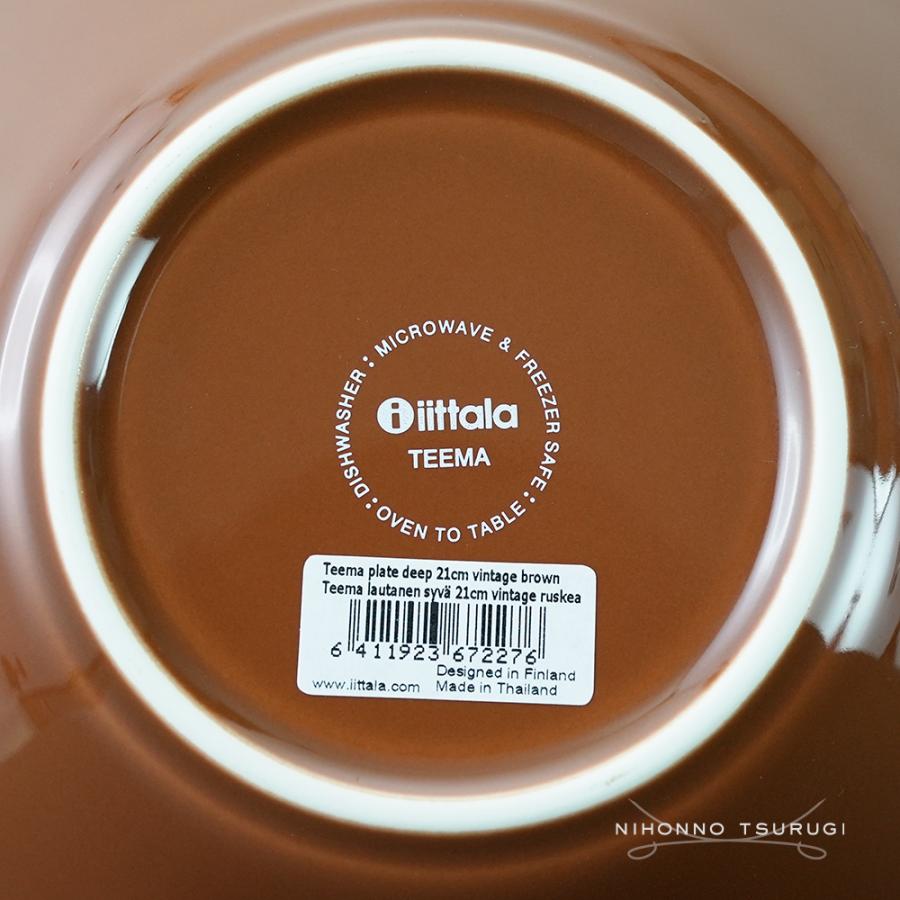 DISHWASHER : MICROWAVE & FREEZER SAFE : OVEN TO TABLE :
iittala
TEEMA
Teema plate deep 21cm vintage brown
Teema lautanen syvä 21cm vintage ruskea
6 411923 672276
Designed in Finland
www.iittala.com Made in Thailand
NIHONNO TSURUGI